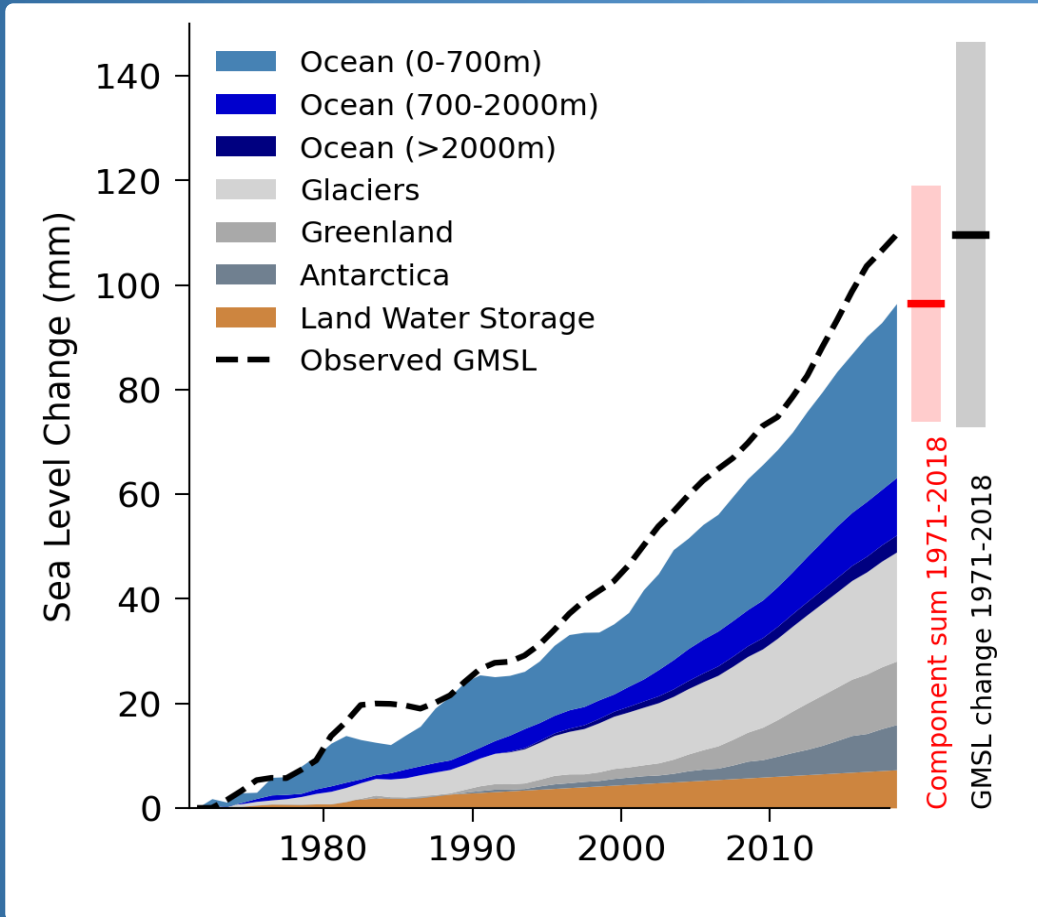 Sea Level Change (mm)
140
120
100
80
60
40
20
0
1980 1990 2000 2010
Ocean (0-700m)
Ocean (700-2000m)
Ocean (>2000m)
Glaciers
Greenland
Antarctica
Land Water Storage
Observed GMSL
Component sum 1971-2018
GMSL change 1971-2018